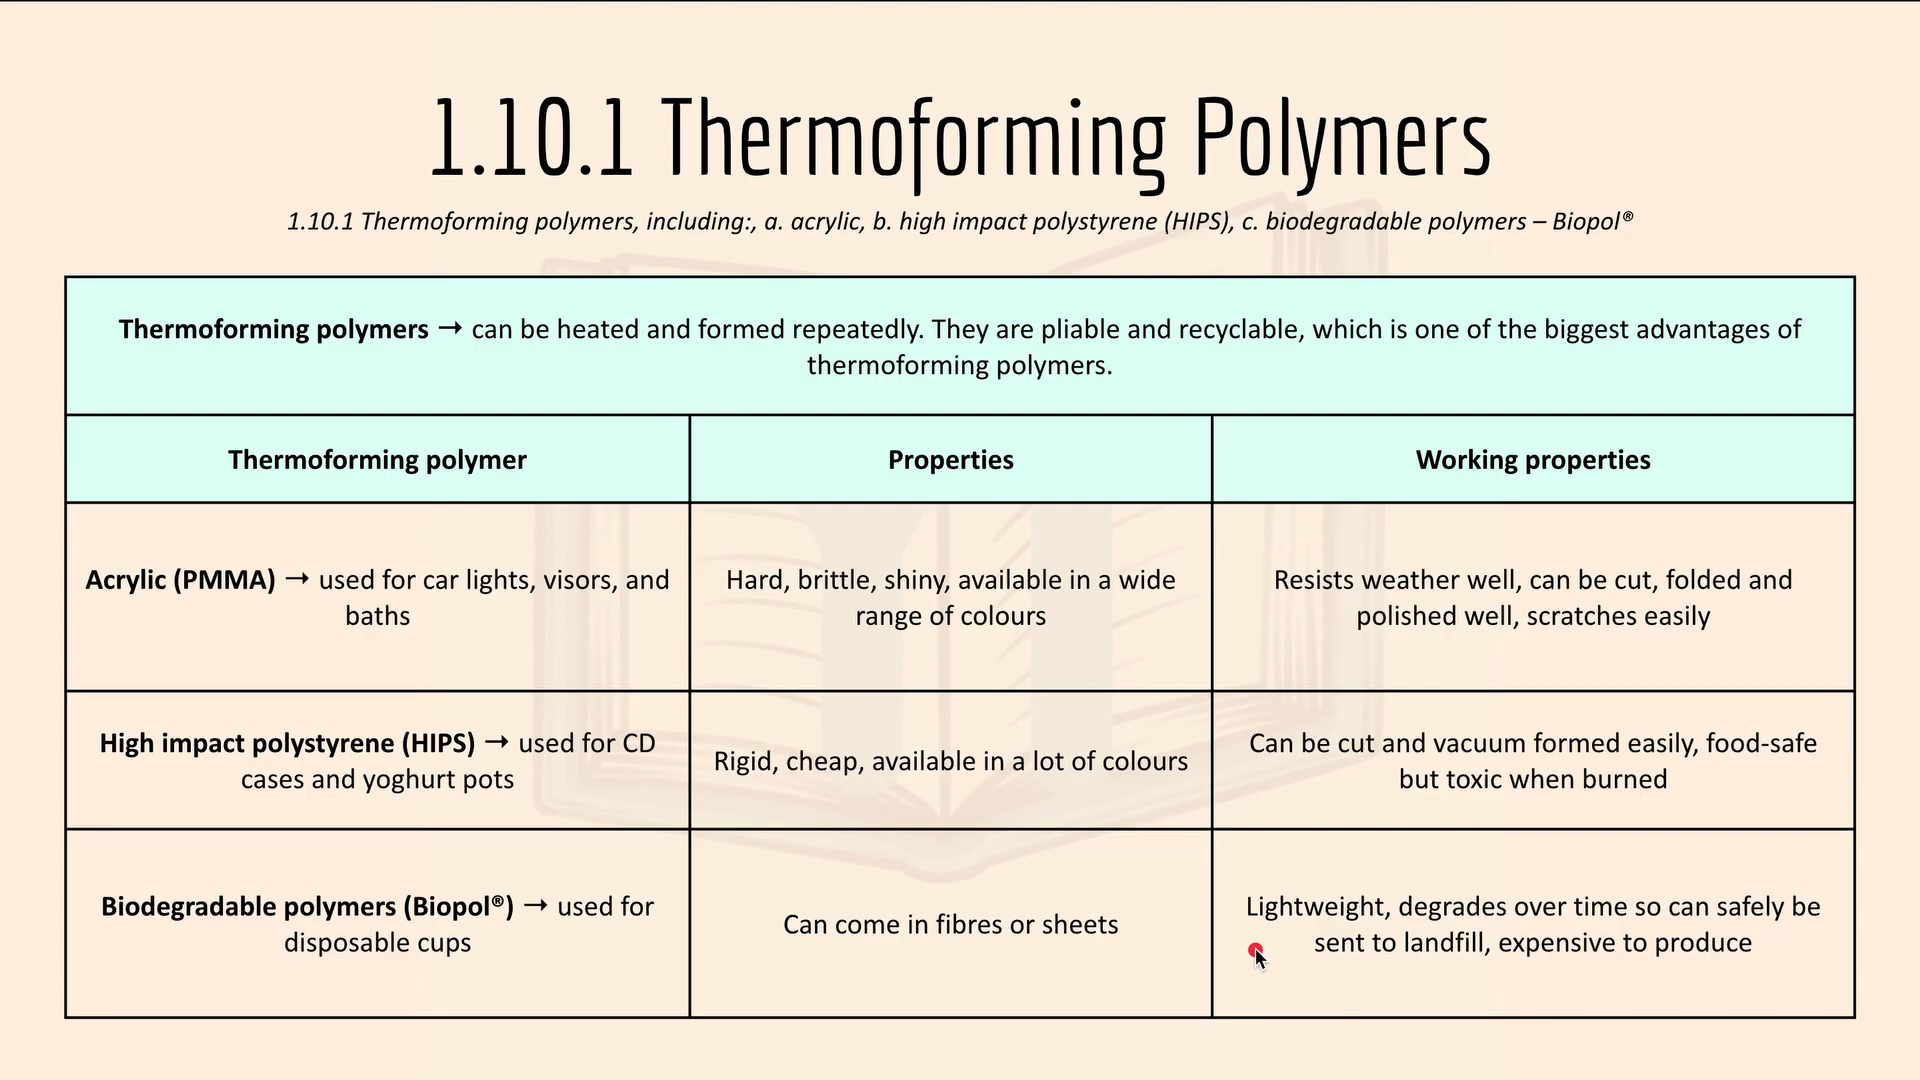 1.10.1 Thermoforming Polymers
1.10.1 Thermoforming polymers, including:, a. acrylic, b. high impact polystyrene (HIPS), c. biodegradable polymers – Biopol®
Thermoforming polymers → can be heated and formed repeatedly. They are pliable and recyclable, which is one of the biggest advantages of
thermoforming polymers.
Thermoforming polymer
Properties
Working properties
Acrylic (PMMA) → used for car lights, visors, and
baths
Hard, brittle, shiny, available in a wide
range of colours
Resists weather well, can be cut, folded and
polished well, scratches easily
High impact polystyrene (HIPS) → used for CD
cases and yoghurt pots
Rigid, cheap, available in a lot of colours
Can be cut and vacuum formed easily, food-safe
but toxic when burned
Biodegradable polymers (Biopol®) → used for
disposable cups
Can come in fibres or sheets
Lightweight, degrades over time so can safely be
sent to landfill, expensive to produce